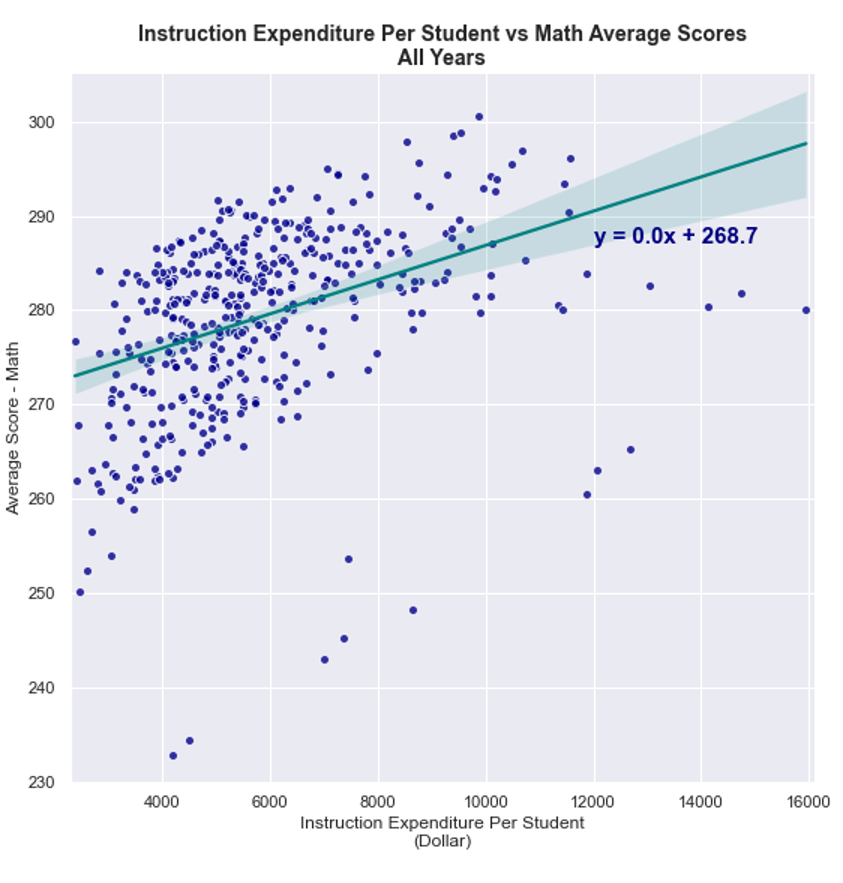 Instruction Expenditure Per Student vs Math Average Scores
All Years
300
290
280
270
260
250
240
230
Average Score - Math
y = 0.0x + 268.7
4000 6000 8000 10000 12000 14000 16000
Instruction Expenditure Per Student
(Dollar)